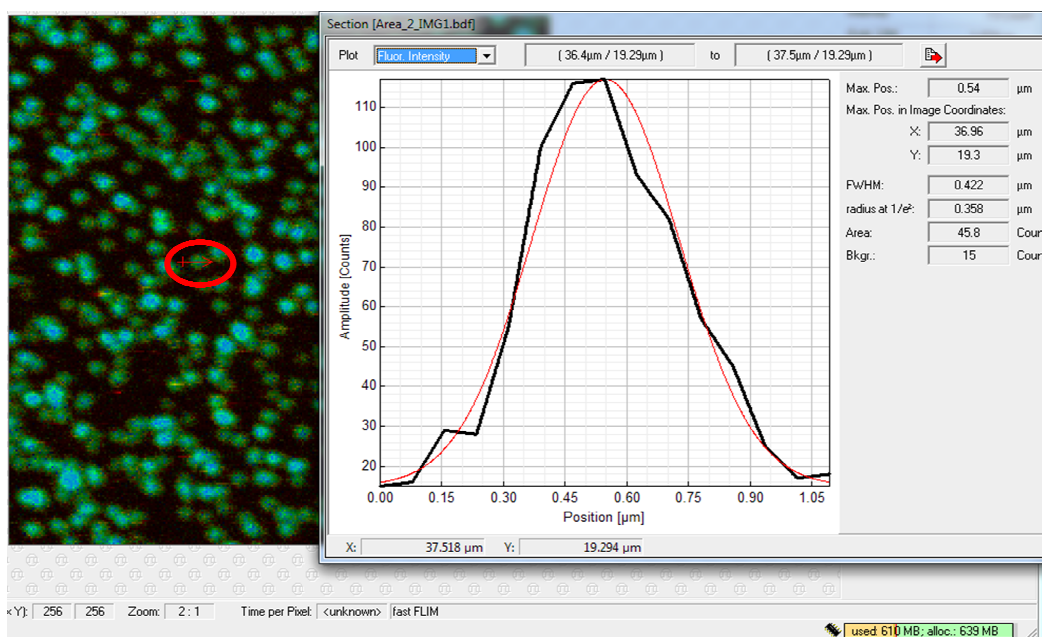 Section [Area_2_IMG1.bdf]
Plot Fluor. Intensity ( 36.4µm / 19.29µm ) to ( 37.5µm / 19.29µm )
Max. Pos.: 0.54 µm
Max. Pos. in Image Coordinates:
X: 36.96 µm
Y: 19.3 µm
FWHM: 0.422 µm
radius at 1/e²: 0.358 µm
Area: 45.8 Cour
Bkgr.: 15 Cour
Amplitude [Counts]
110
100
90
80
70
60
50
40
30
20
0.00 0.15 0.30 0.45 0.60 0.75 0.90 1.05
Position [µm]
X: 37.518 µm Y: 19.294 µm
Y): 256 256 Zoom: 2 : 1 Time per Pixel: <unknown> fast FLIM
used: 610 MB; alloc.: 639 MB